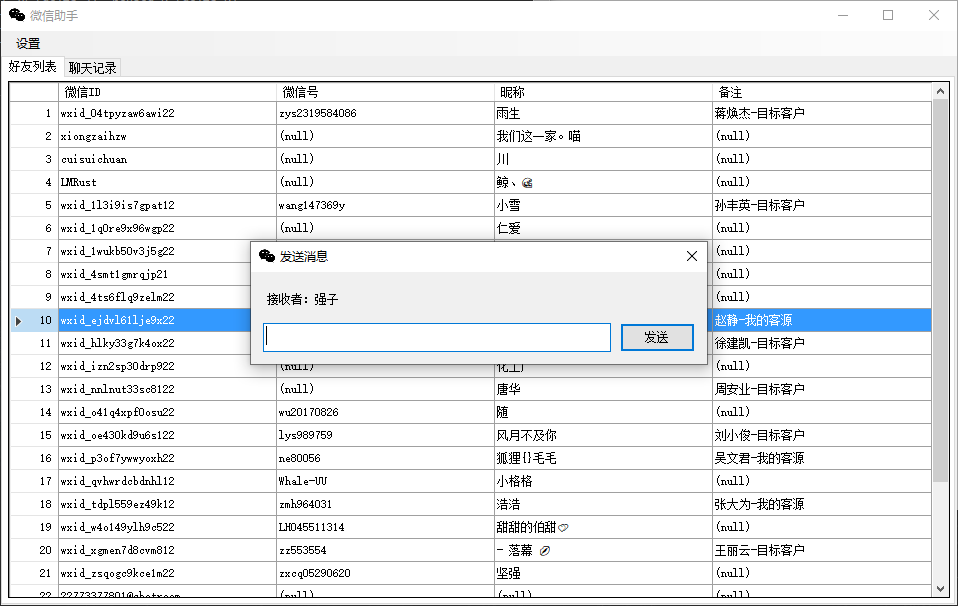 微信助手
设置
好友列表 聊天记录
微信ID 微信号 昵称 备注
1 wxid_04tpyzaw6awi22 zys2319584086 雨生 蒋焕杰-目标客户
2 xiongzaihzw (null) 我们这一家。喵 (null)
3 cuisuichuan (null) 川 (null)
4 LMRust (null) 鲸、 (null)
5 wxid_1l3i9is7gpat12 wang147369y 小雪 孙丰英-目标客户
6 wxid_1q0re9x96wgp22 (null) 仁爱 (null)
7 wxid_1wukb50v3j5g22 (null)
8 wxid_4smt1gmrqjp21 (null)
9 wxid_4ts6flq9zelm22 (null)
10 wxid_ejdvl61lje9x22 赵静-我的客源
11 wxid_hlky33g7k4ox22 徐建凯-目标客户
发送消息
接收者：强子
发送
12 wxid_izn2sp30drp922 (null) (null)
13 wxid_nnlnut33sc8122 (null) 唐华 周安业-目标客户
14 wxid_o41q4xpf0osu22 wu20170826 随 (null)
15 wxid_oe430kd9u6s122 lys989759 风月不及你 刘小俊-目标客户
16 wxid_p3of7ywwyoxh22 ne80056 狐狸{}毛毛 吴文君-我的客源
17 wxid_qvhwrdcbdnhl12 Whale-UU 小格格 (null)
18 wxid_tdpl559ez49k12 zmh964031 浩浩 张大为-我的客源
19 wxid_w4o149ylh9c522 LH045511314 甜甜的伯甜 (null)
20 wxid_xgmen7d8cvm812 zz553554 - 落幕 王丽云-目标客户
21 wxid_zsqogc9kce1m22 zxcq05290620 坚强 (null)
22 22773377801@chatroom (null) (null) (null)